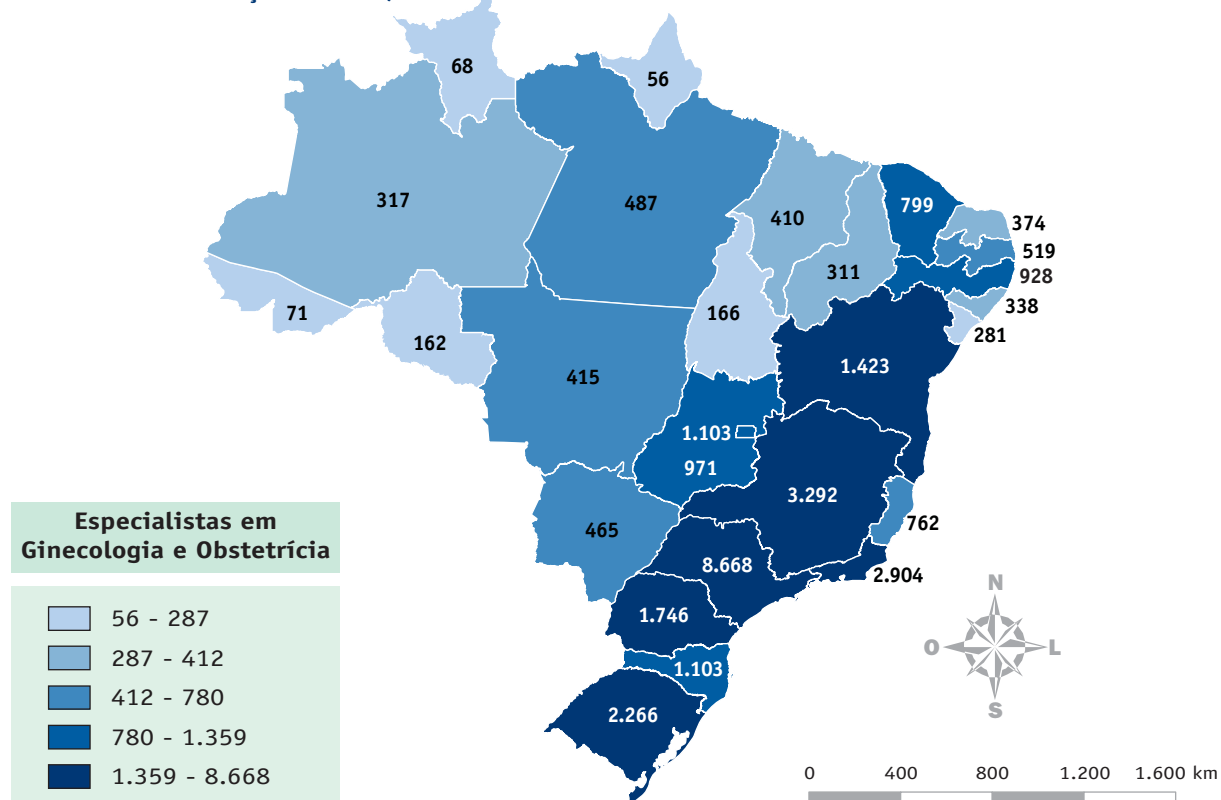 68
56
317
487
410
799
374
519
928
311
338
281
71
162
166
415
1.423
1.103
971
3.292
465
762
8.668
2.904
1.746
1.103
2.266
Especialistas em
Ginecologia e Obstetrícia
56 - 287
287 - 412
412 - 780
780 - 1.359
1.359 - 8.668
N
O
L
S
0 400 800 1.200 1.600 km